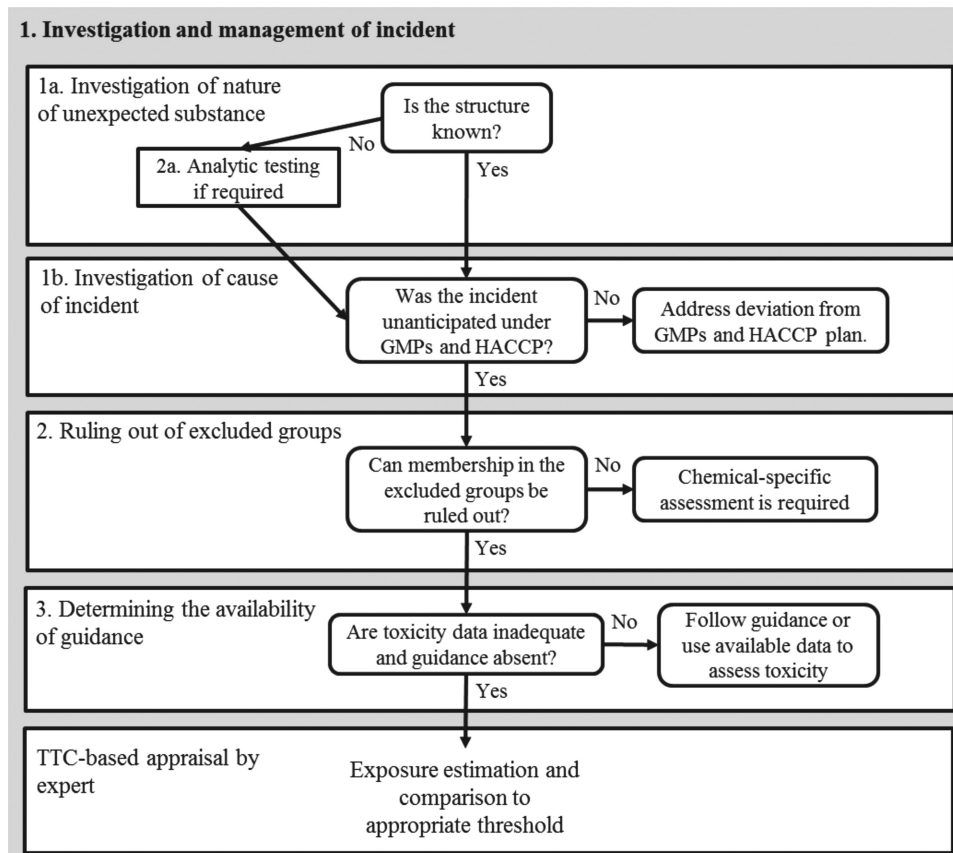 1. Investigation and management of incident
1a. Investigation of nature
of unexpected substance
Is the structure
known?
No
Yes
2a. Analytic testing
if required
1b. Investigation of cause
of incident
Was the incident
unanticipated under
GMPs and HACCP?
No
Address deviation from
GMPs and HACCP plan.
Yes
2. Ruling out of excluded groups
Can membership in the
excluded groups be
ruled out?
No
Chemical-specific
assessment is required
Yes
3. Determining the availability
of guidance
Are toxicity data inadequate
and guidance absent?
No
Follow guidance or
use available data to
assess toxicity
Yes
TTC-based appraisal by
expert
Exposure estimation and
comparison to
appropriate threshold